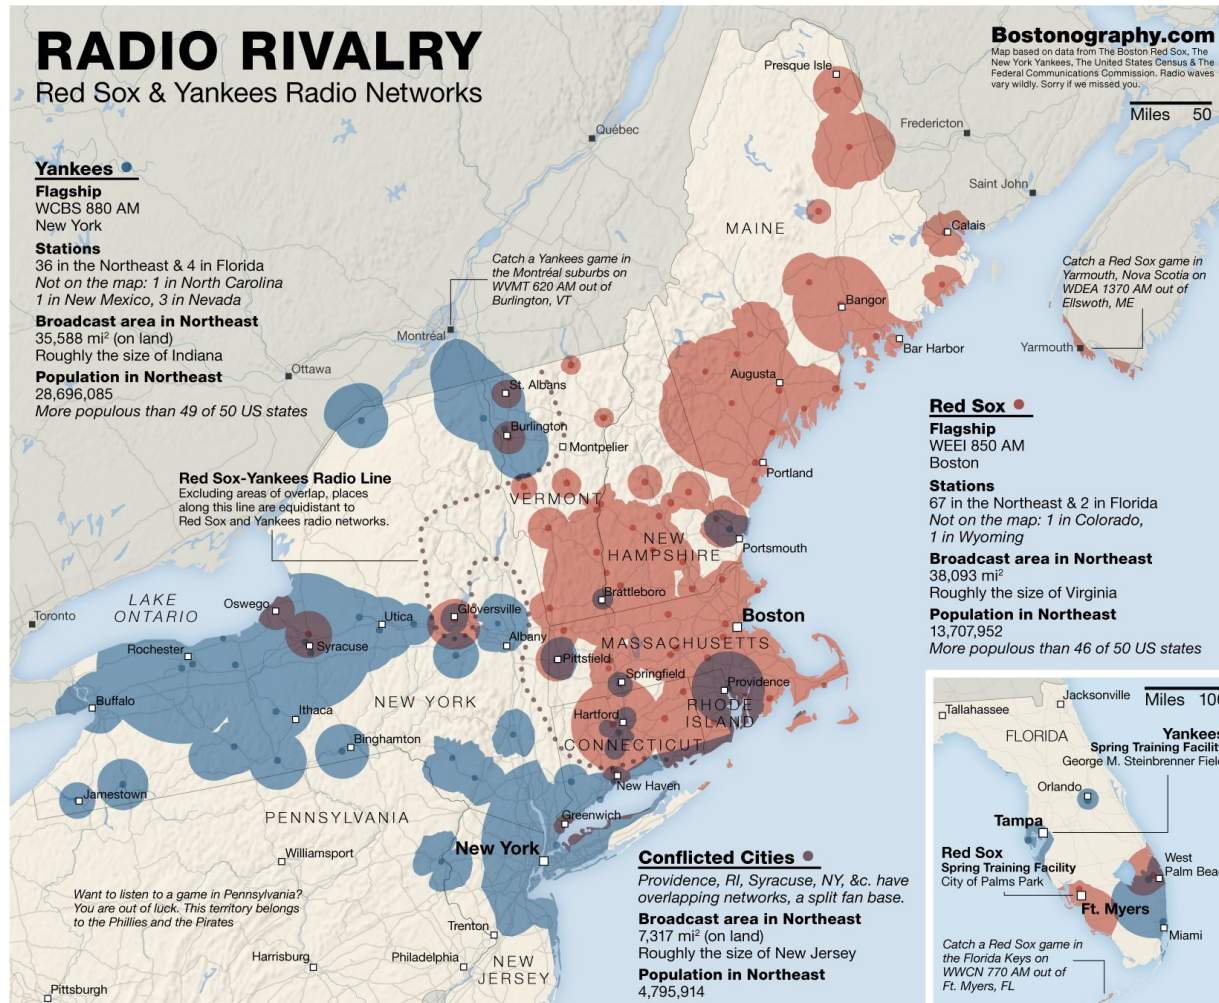 RADIO RIVALRY
Red Sox & Yankees Radio Networks
Bostonography.com
Map based on data from The Boston Red Sox, The
New York Yankees, The United States Census & The
Federal Communications Commission. Radio waves
vary wildly. Sorry if we missed you.
Miles 50
Yankees
Flagship
WCBS 880 AM
New York
Stations
36 in the Northeast & 4 in Florida
Not on the map: 1 in North Carolina
1 in New Mexico, 3 in Nevada
Broadcast area in Northeast
35,588 mi² (on land)
Roughly the size of Indiana
Population in Northeast
28,696,085
More populous than 49 of 50 US states
Presque Isle
Québec
Fredericton
Saint John
MAINE
Calais
Catch a Yankees game in
the Montréal suburbs on
WVMT 620 AM out of
Burlington, VT
Catch a Red Sox game in
Yarmouth, Nova Scotia on
WDEA 1370 AM out of
Ellswoth, ME
Bangor
Montréal
Bar Harbor
Yarmouth
Ottawa
Augusta
St. Albans
Burlington
Montpelier
Portland
Red Sox
Flagship
WEEI 850 AM
Boston
Stations
67 in the Northeast & 2 in Florida
Not on the map: 1 in Colorado,
1 in Wyoming
Broadcast area in Northeast
38,093 mi²
Roughly the size of Virginia
Population in Northeast
13,707,952
More populous than 46 of 50 US states
Red Sox-Yankees Radio Line
Excluding areas of overlap, places
along this line are equidistant to
Red Sox and Yankees radio networks.
VERMONT
NEW
HAMPSHIRE
Portsmouth
Brattleboro
LAKE
ONTARIO
Toronto
Oswego
Utica
Gloversville
Albany
Boston
MASSACHUSETTS
Rochester
Syracuse
Pittsfield
Springfield
Providence
RHODE
ISLAND
Buffalo
Ithaca
NEW YORK
Hartford
CONNECTICUT
Binghamton
New Haven
Jamestown
Greenwich
PENNSYLVANIA
Williamsport
New York
Want to listen to a game in Pennsylvania?
You are out of luck. This territory belongs
to the Phillies and the Pirates
Trenton
Harrisburg
Philadelphia
NEW
JERSEY
Pittsburgh
Conflicted Cities
Providence, RI, Syracuse, NY, &c. have
overlapping networks, a split fan base.
Broadcast area in Northeast
7,317 mi² (on land)
Roughly the size of New Jersey
Population in Northeast
4,795,914
Jacksonville
Miles 100
Tallahassee
FLORIDA
Yankees
Spring Training Facility
George M. Steinbrenner Field
Orlando
Tampa
Red Sox
Spring Training Facility
City of Palms Park
West
Palm Beac
Ft. Myers
Miami
Catch a Red Sox game in
the Florida Keys on
WWCN 770 AM out of
Ft. Myers, FL